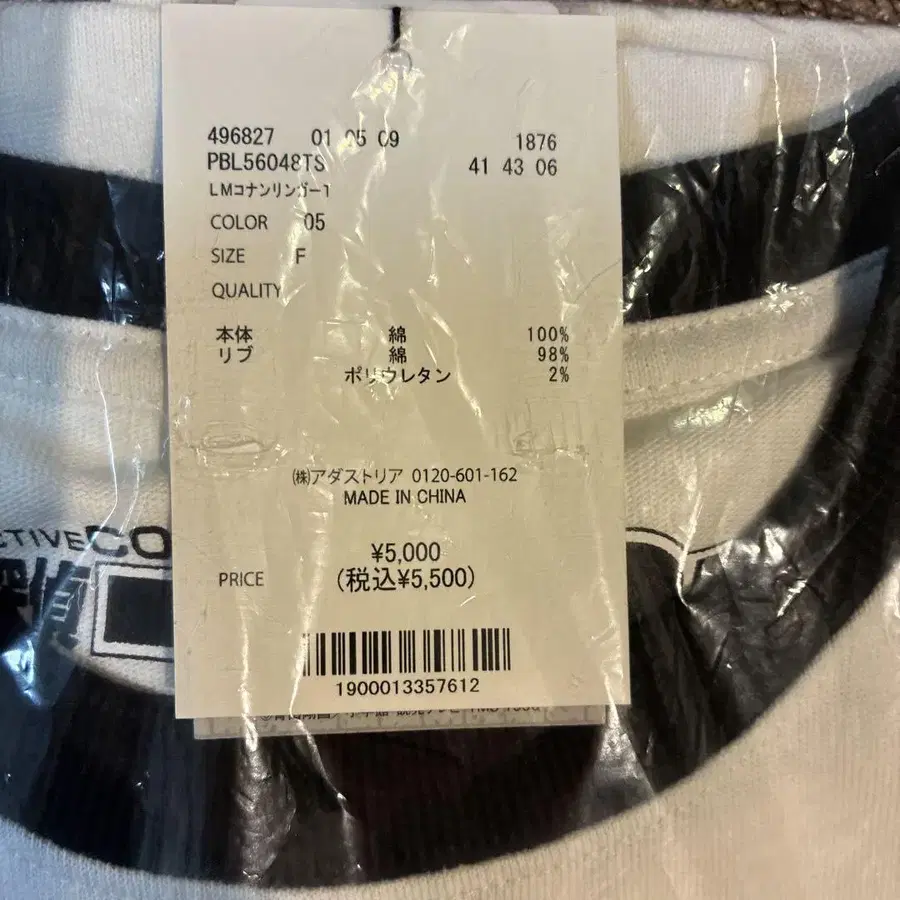 496827 01 05 09 1876
PBL56048TS 41 43 06
LMコナンリンガーT
COLOR 05
SIZE F
QUALITY
本体 綿 100%
リブ 綿 98%
ポリウレタン 2%
㈱アダストリア 0120-601-162
MADE IN CHINA
CTIVE CO
¥5,000
PRICE (税込¥5,500)
1900013357612